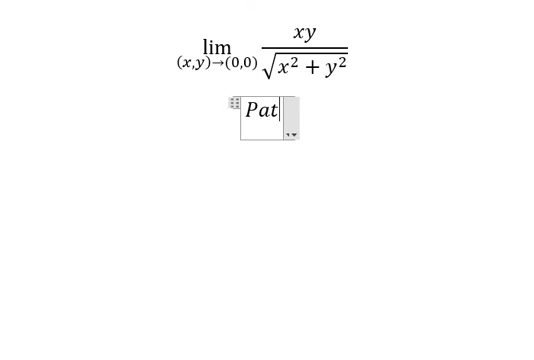 lim (x,y)→(0,0) xy / √(x² + y²)
Pat